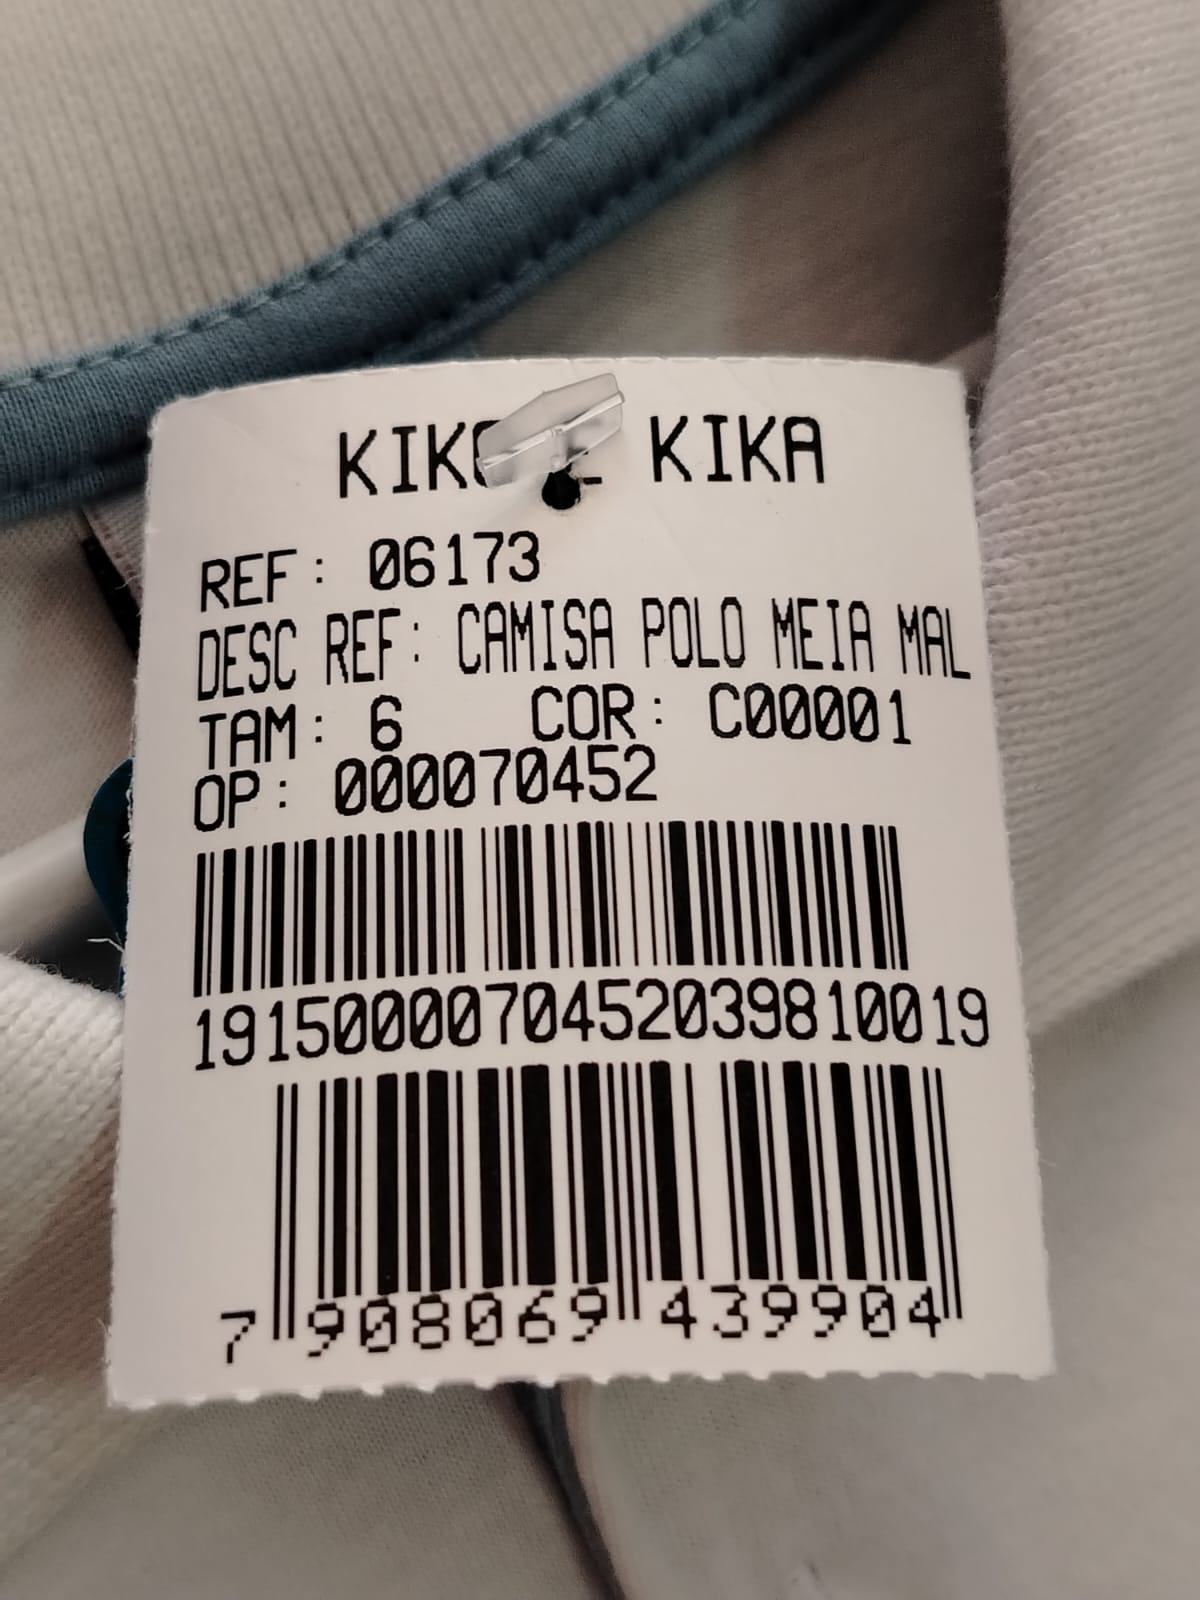 KIKO E KIKA
REF: 06173
DESC REF: CAMISA POLO MEIA MAL
TAM: 6 COR: C00001
OP: 000070452
1915000070452039810019
7 908069 439904